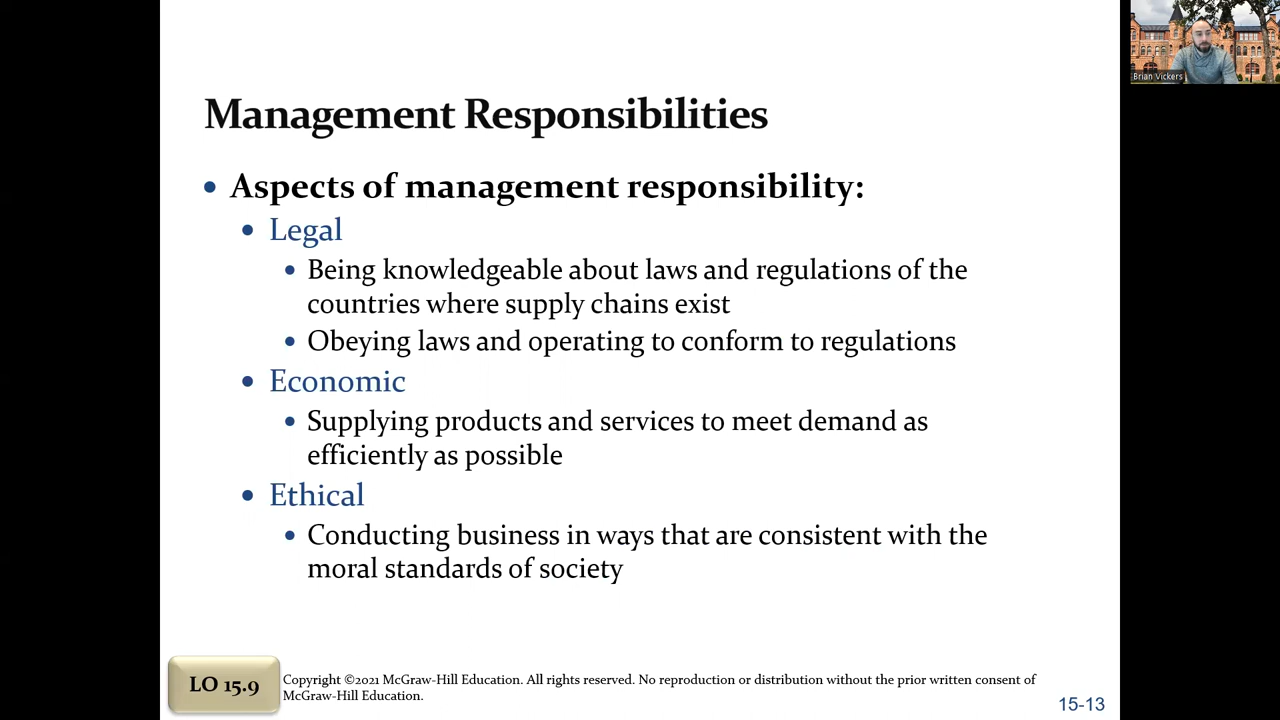 Brian Vickers
Management Responsibilities
• Aspects of management responsibility:
• Legal
• Being knowledgeable about laws and regulations of the
countries where supply chains exist
• Obeying laws and operating to conform to regulations
• Economic
• Supplying products and services to meet demand as
efficiently as possible
• Ethical
• Conducting business in ways that are consistent with the
moral standards of society
LO 15.9
Copyright ©2021 McGraw-Hill Education. All rights reserved. No reproduction or distribution without the prior written consent of
McGraw-Hill Education.
15-13